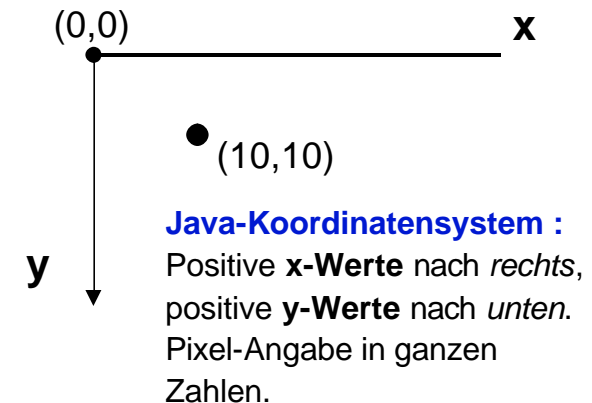 (0,0)
x
(10,10)
Java-Koordinatensystem :
Positive x-Werte nach rechts,
y
positive y-Werte nach unten.
Pixel-Angabe in ganzen
Zahlen.